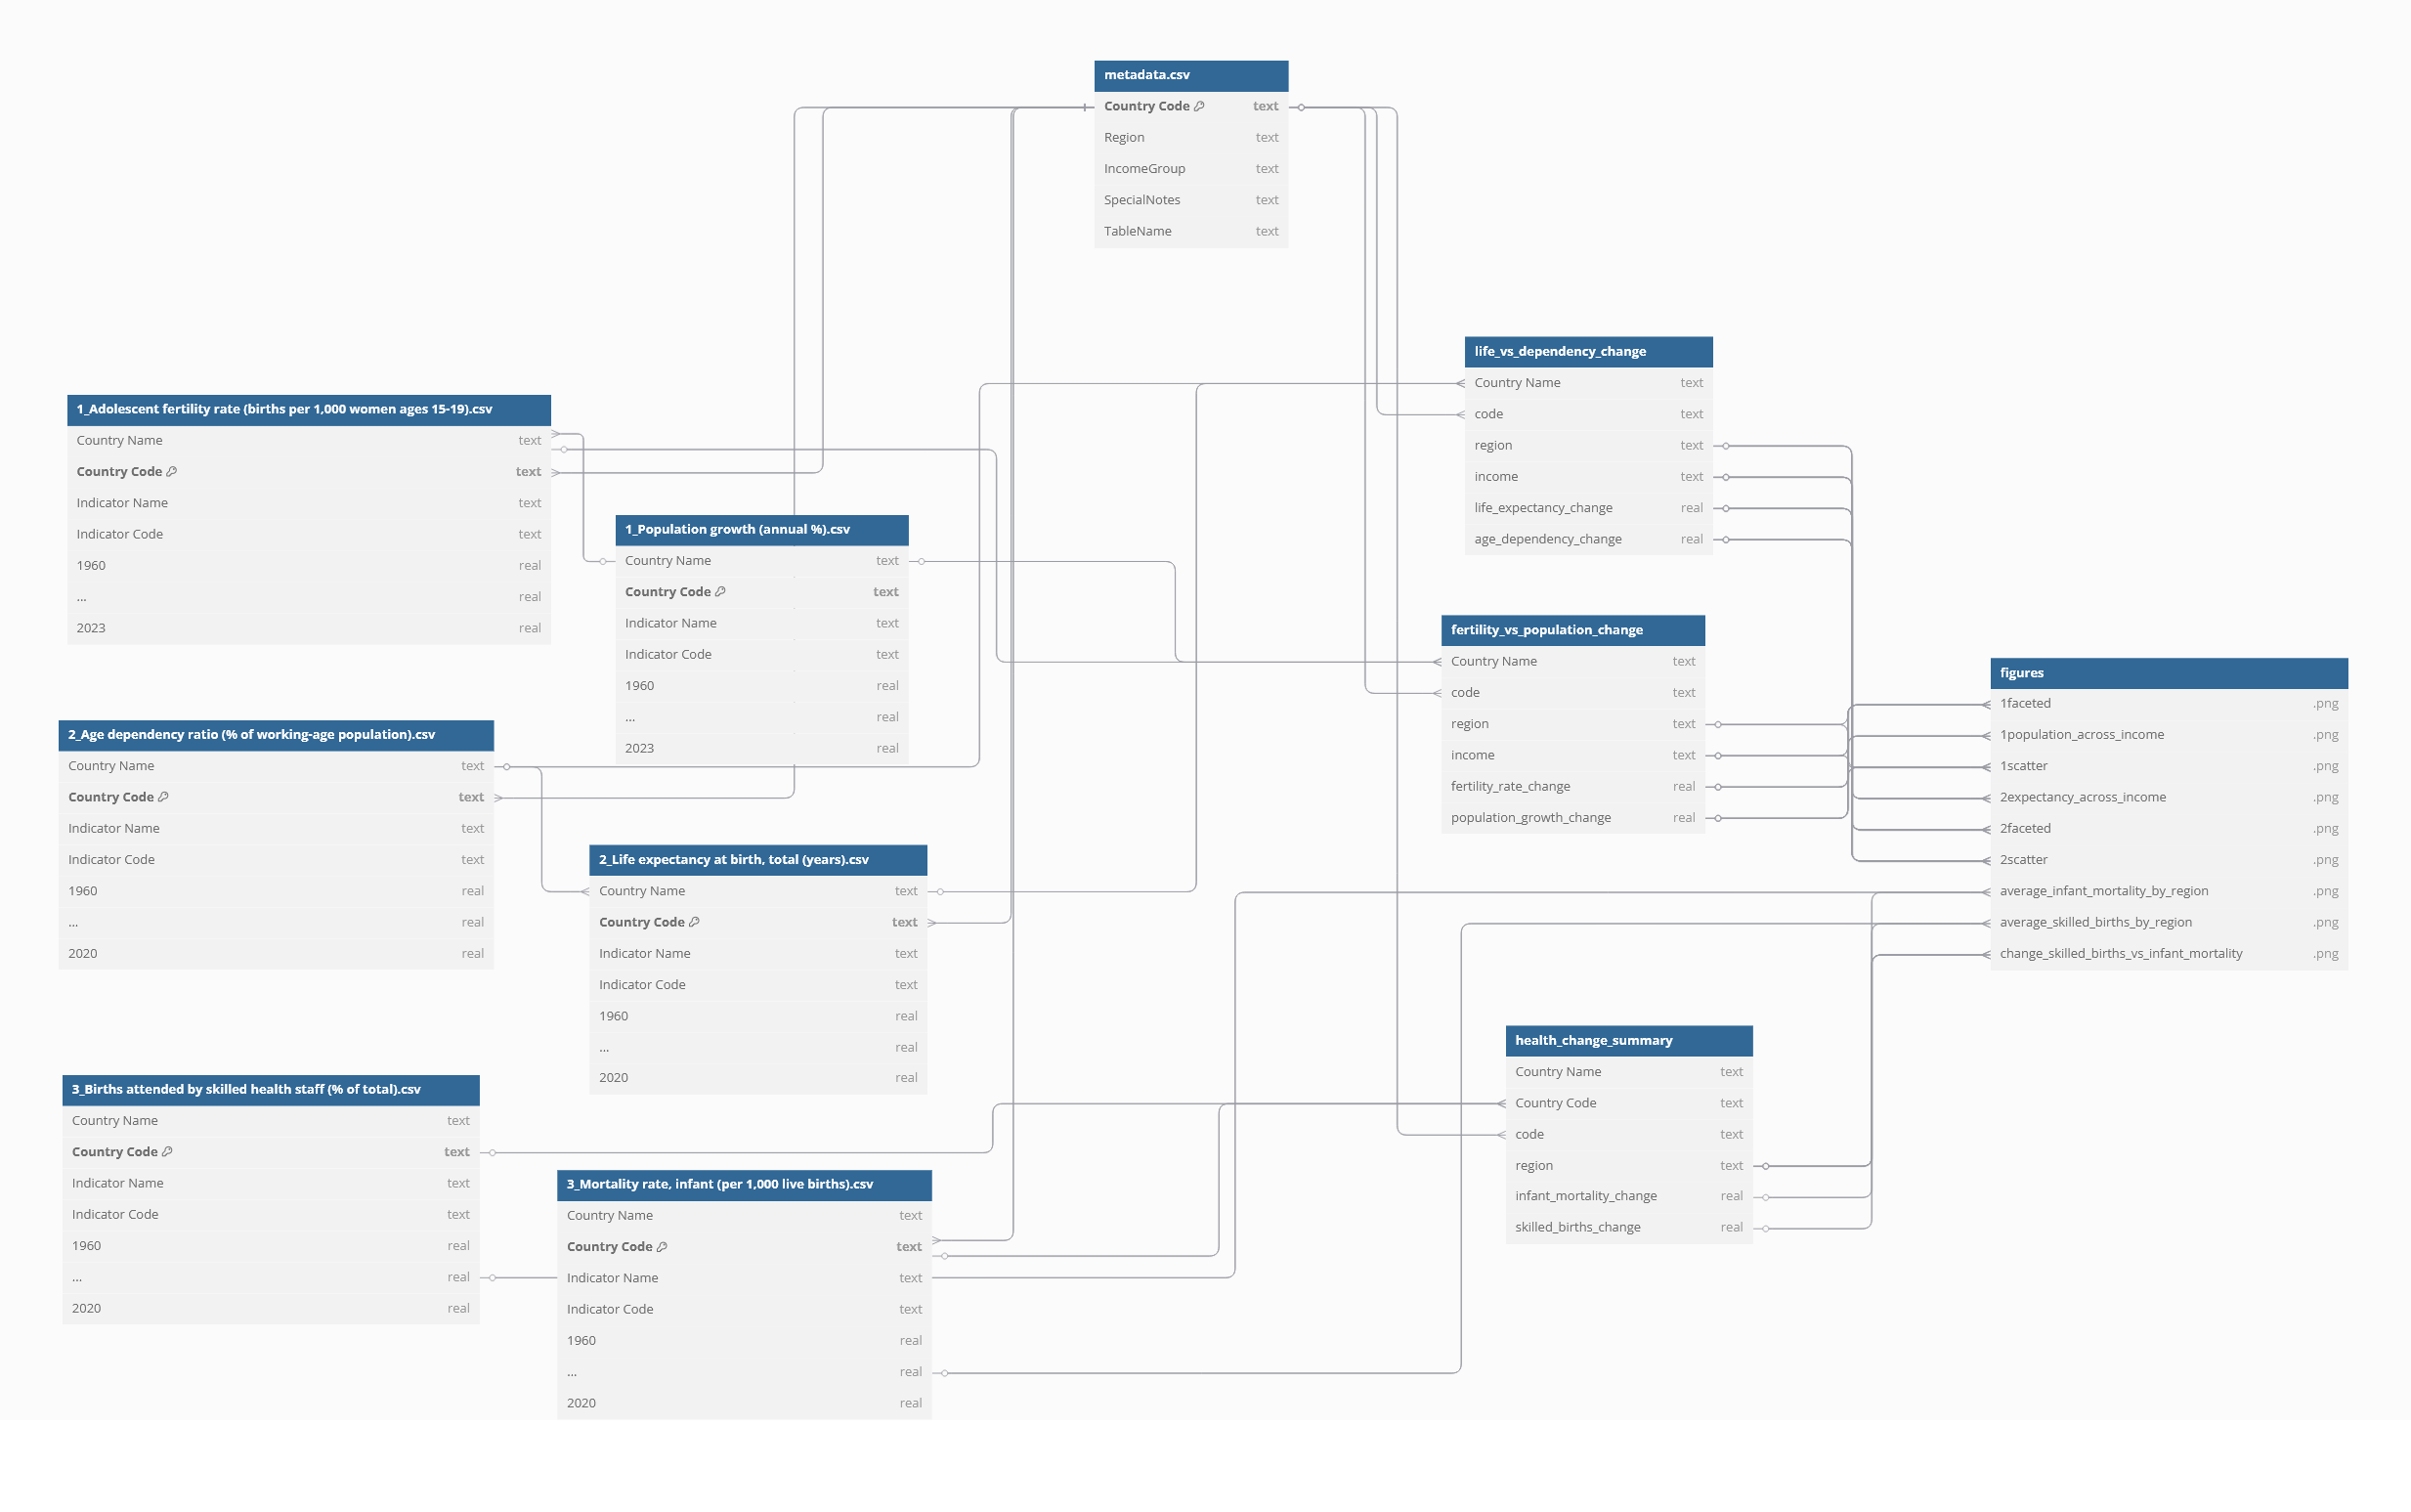 metadata.csv
Country Code text
Region text
IncomeGroup text
SpecialNotes text
TableName text
life_vs_dependency_change
Country Name text
code text
region text
income text
life_expectancy_change real
age_dependency_change real
1_Adolescent fertility rate (births per 1,000 women ages 15-19).csv
Country Name text
Country Code text
Indicator Name text
Indicator Code text
1960 real
... real
2023 real
1_Population growth (annual %).csv
Country Name text
Country Code text
Indicator Name text
Indicator Code text
1960 real
... real
2023 real
fertility_vs_population_change
Country Name text
code text
region text
income text
fertility_rate_change real
population_growth_change real
figures
1faceted .png
1population_across_income .png
1scatter .png
2expectancy_across_income .png
2faceted .png
2scatter .png
average_infant_mortality_by_region .png
average_skilled_births_by_region .png
change_skilled_births_vs_infant_mortality .png
2_Age dependency ratio (% of working-age population).csv
Country Name text
Country Code text
Indicator Name text
Indicator Code text
1960 real
... real
2020 real
2_Life expectancy at birth, total (years).csv
Country Name text
Country Code text
Indicator Name text
Indicator Code text
1960 real
... real
2020 real
health_change_summary
Country Name text
Country Code text
code text
region text
infant_mortality_change real
skilled_births_change real
3_Births attended by skilled health staff (% of total).csv
Country Name text
Country Code text
Indicator Name text
Indicator Code text
1960 real
... real
2020 real
3_Mortality rate, infant (per 1,000 live births).csv
Country Name text
Country Code text
Indicator Name text
Indicator Code text
1960 real
... real
2020 real